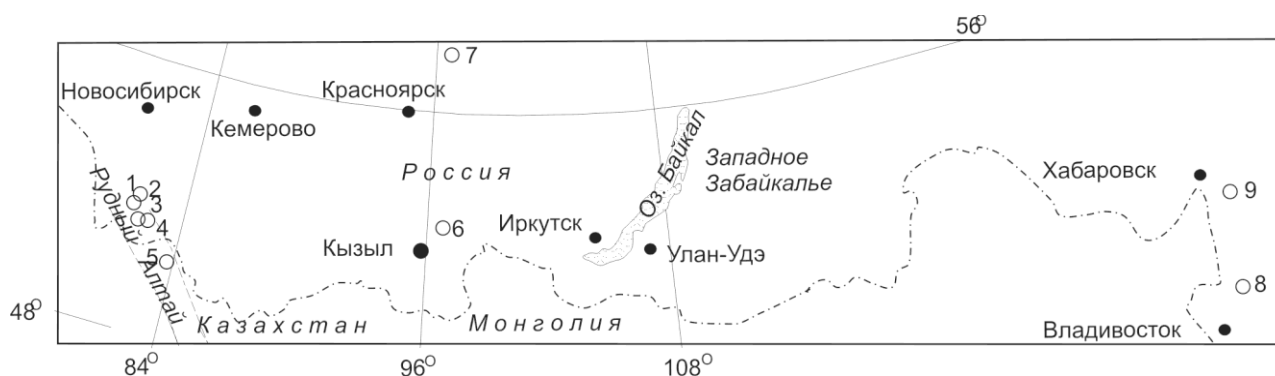 56°
7
Новосибирск
Красноярск
Кемерово
Россия
Оз. Байкал
Западное
Забайкалье
Хабаровск
1
2
3
4
5
Рудный Алтай
6
9
Иркутск
Кызыл
Улан-Удэ
8
48°
Казахстан
Монголия
Владивосток
84°
96°
108°